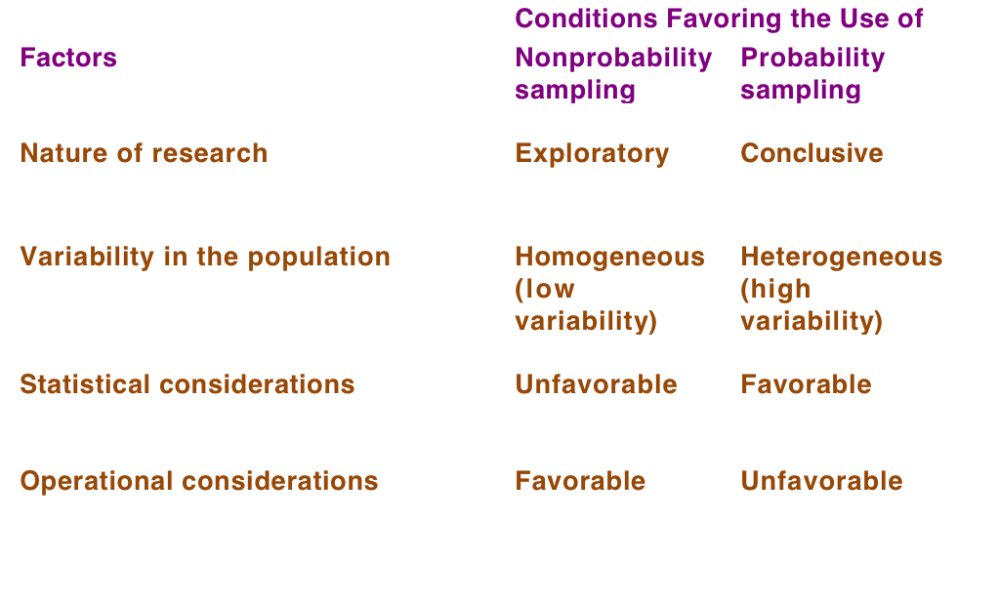 Conditions Favoring the Use of
Factors Nonprobability Probability
sampling sampling
Nature of research Exploratory Conclusive
Variability in the population Homogeneous Heterogeneous
(low (high
variability) variability)
Statistical considerations Unfavorable Favorable
Operational considerations Favorable Unfavorable